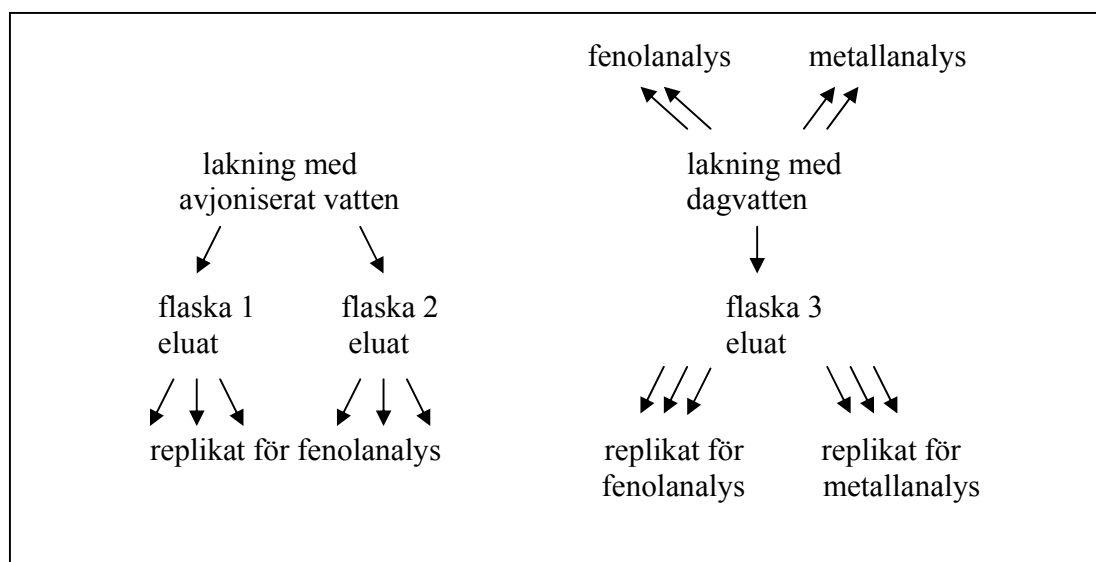 fenolanalys metallanalys
lakning med
avjoniserat vatten
lakning med
dagvatten
flaska 1
eluat
flaska 2
eluat
flaska 3
eluat
replikat för fenolanalys
replikat för
fenolanalys
replikat för
metallanalys